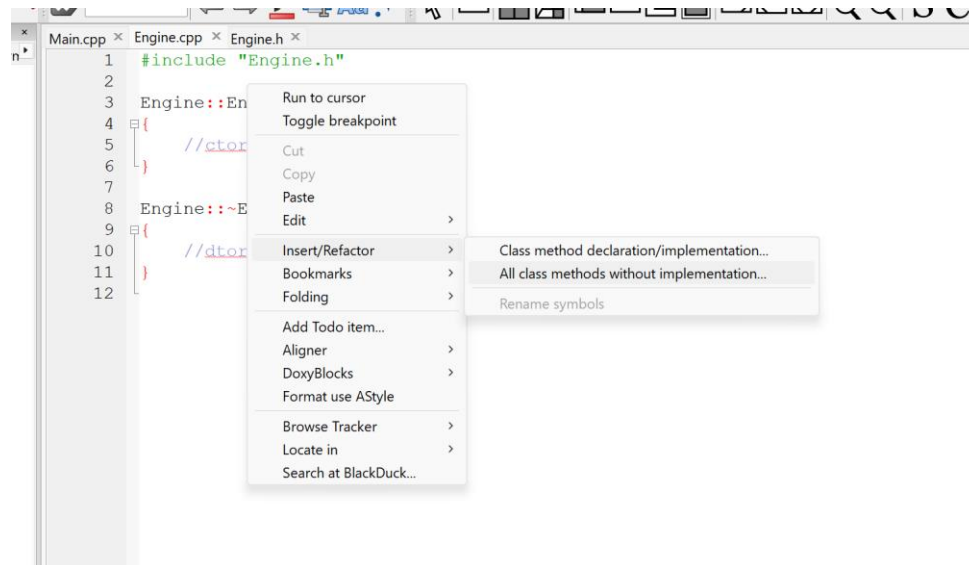 Main.cpp × Engine.cpp × Engine.h ×
1 #include "Engine.h"
2
3 Engine::En
4 {
5 //ctor
6 }
7
8 Engine::~E
9 {
10 //dtor
11 }
12
Run to cursor
Toggle breakpoint
Cut
Copy
Paste
Edit
Insert/Refactor
Bookmarks
Folding
Add Todo item...
Aligner
DoxyBlocks
Format use AStyle
Browse Tracker
Locate in
Search at BlackDuck...
Class method declaration/implementation...
All class methods without implementation...
Rename symbols